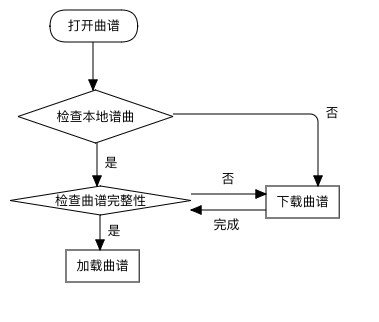 打开曲谱
检查本地谱曲
否
是
检查曲谱完整性
否
下载曲谱
完成
是
加载曲谱